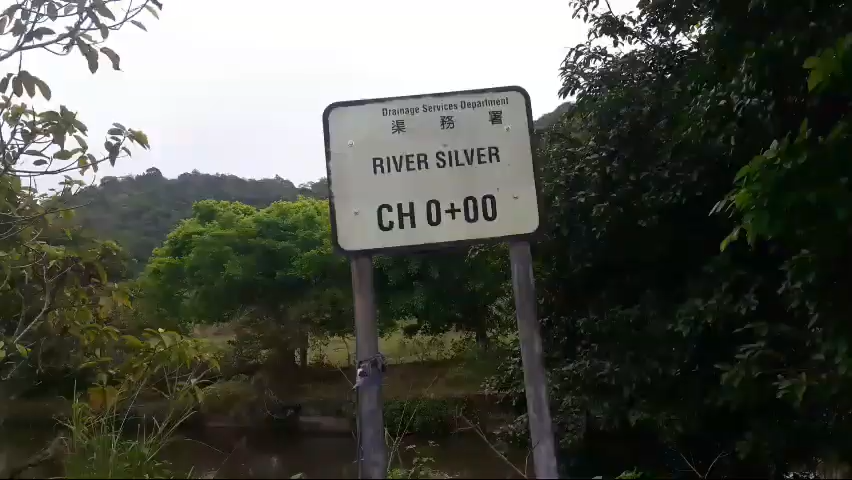 Drainage Services Department
渠務署
RIVER SILVER
CH 0+00